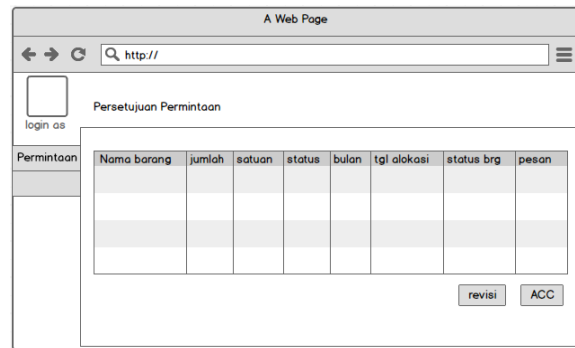 A Web Page
http://
login as
Persetujuan Permintaan
Permintaan
Nama barang jumlah satuan status bulan tgl alokasi status brg pesan
revisi ACC